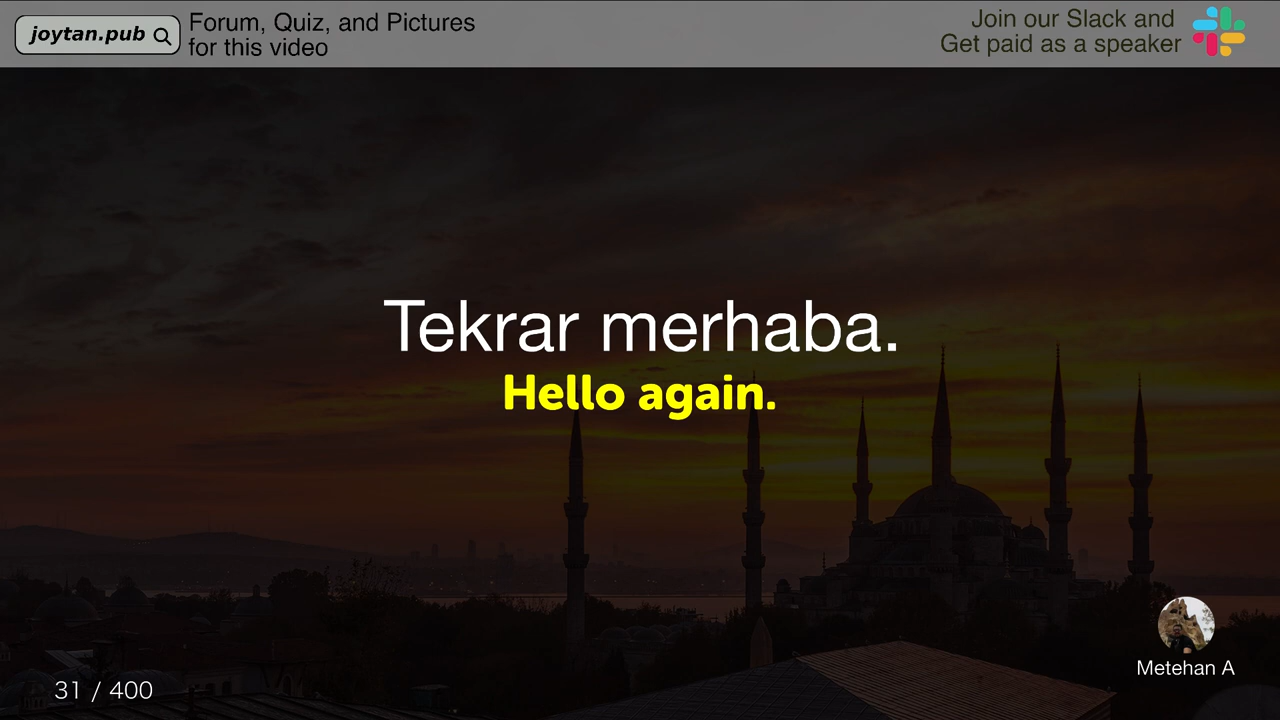 joytan.pub
Forum, Quiz, and Pictures
for this video
Join our Slack and
Get paid as a speaker
Tekrar merhaba.
Hello again.
Metehan A
31 / 400